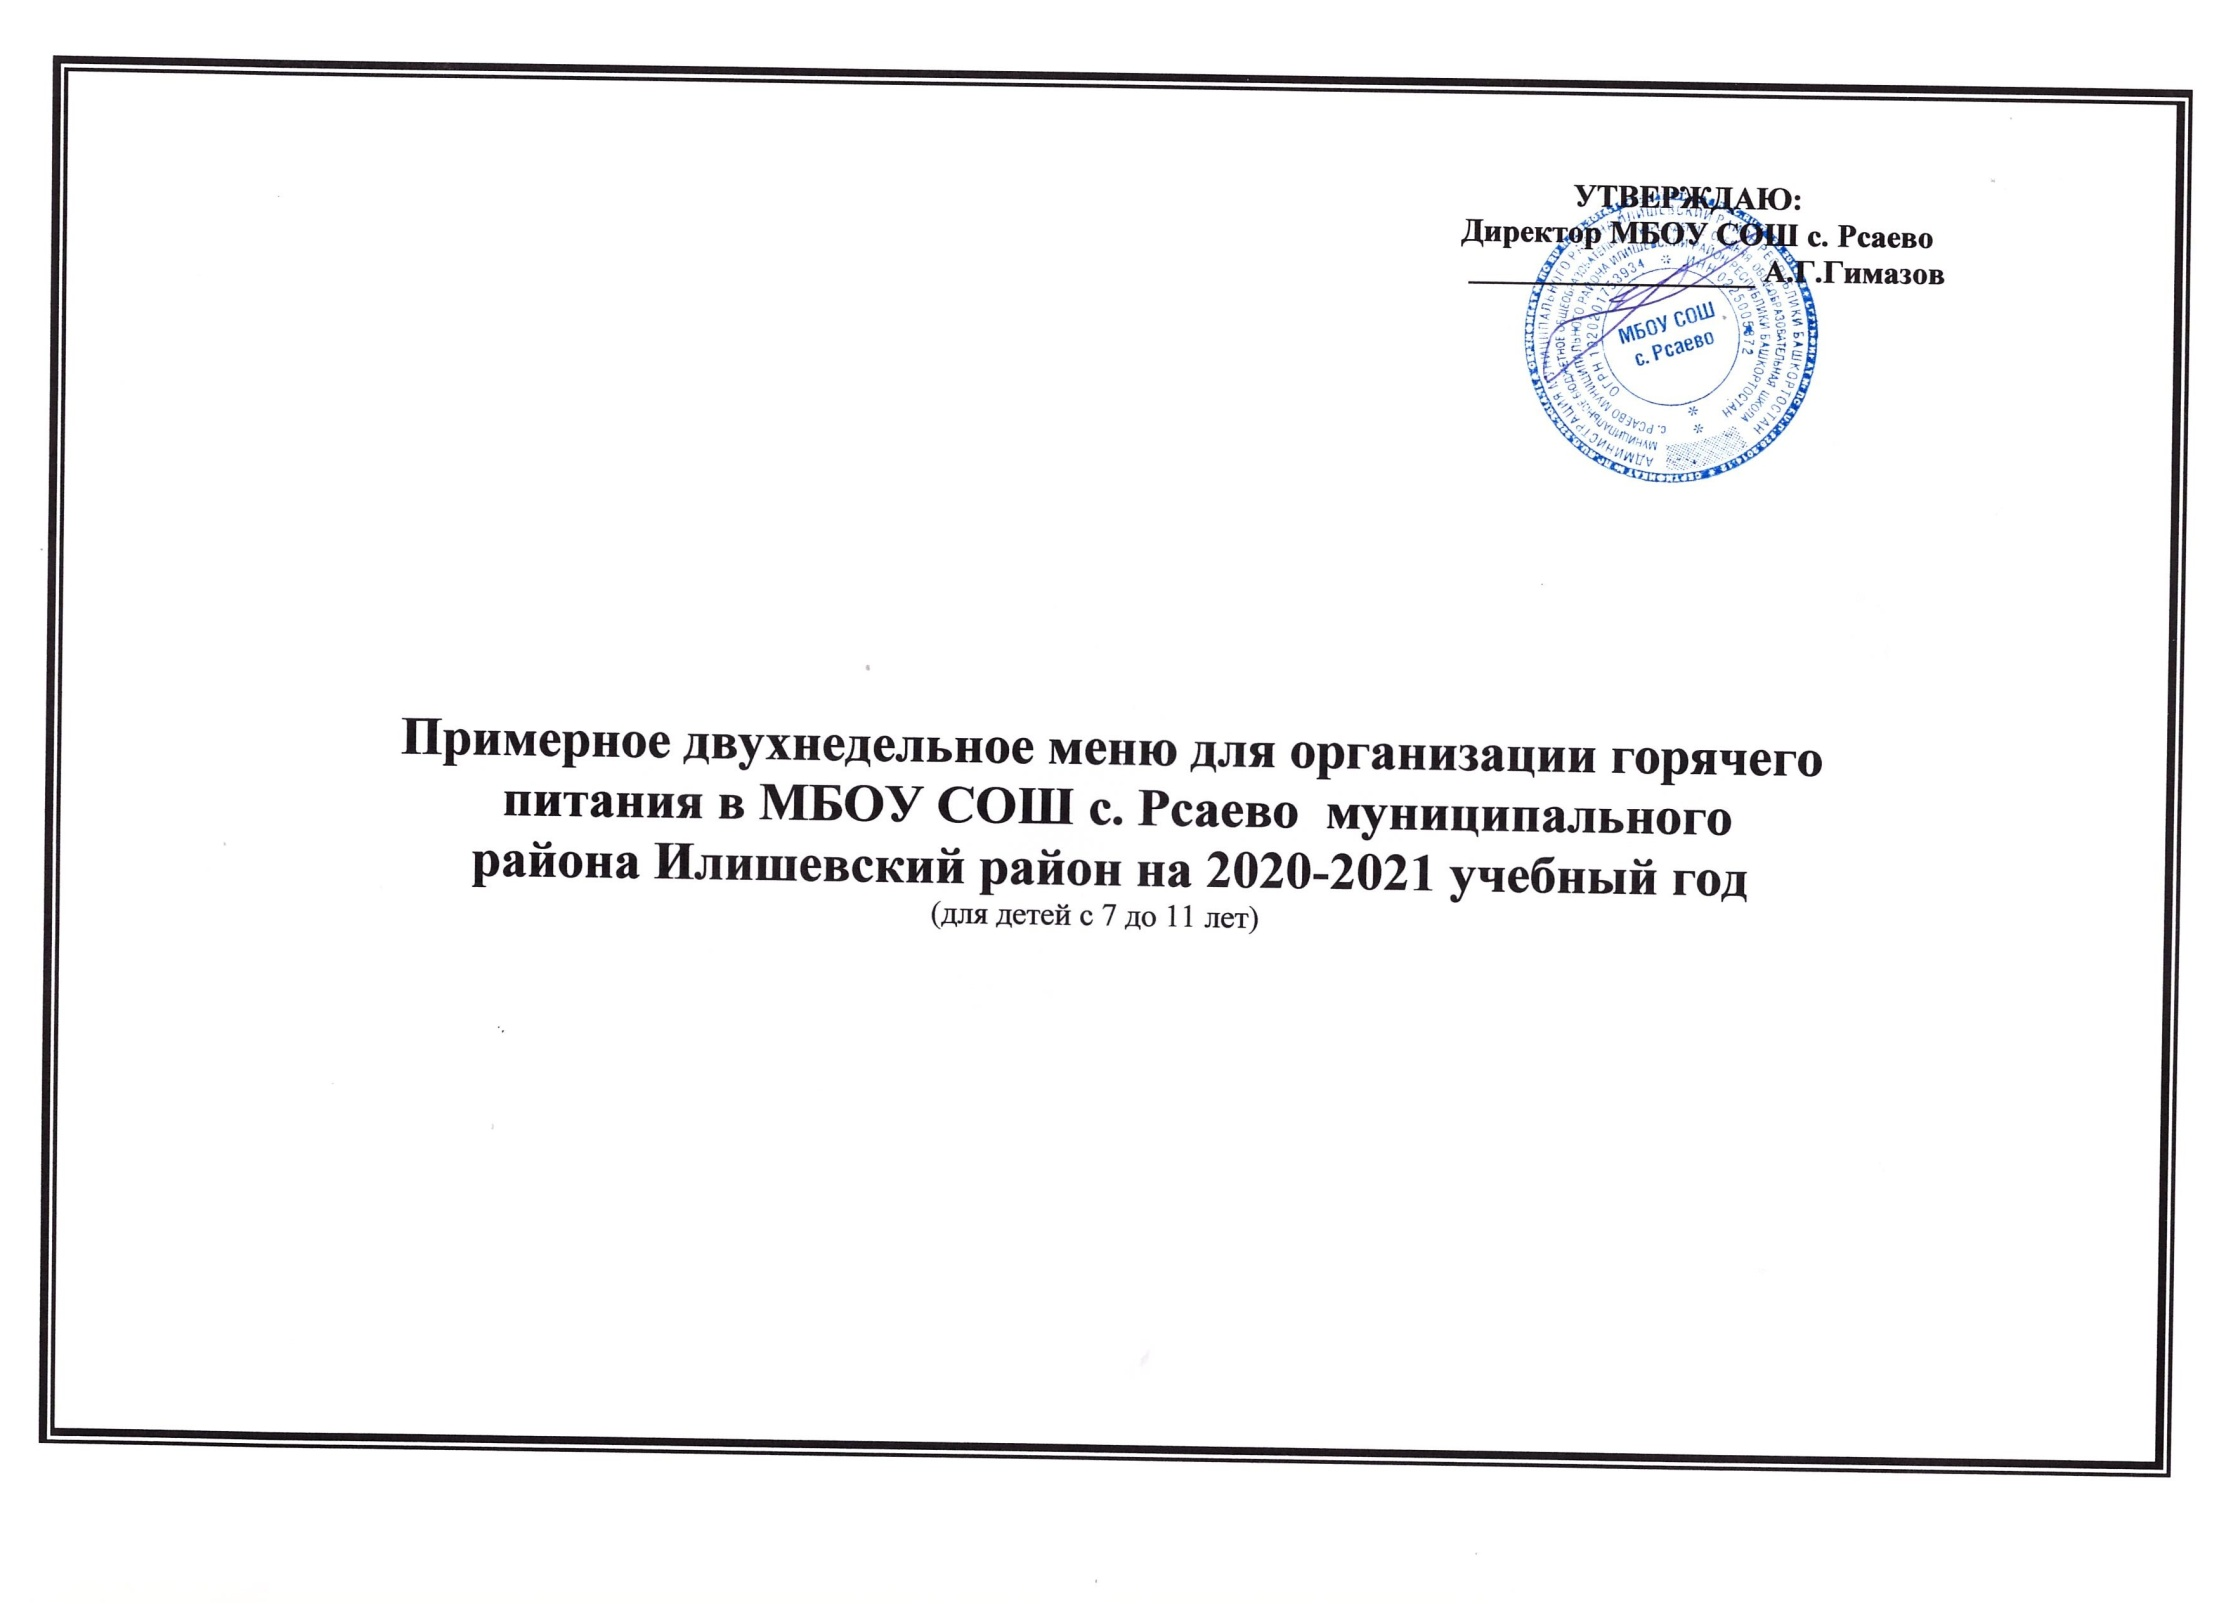 УТВЕРЖДАЮ:
Директор МБОУ СОШ с. Рсаево
А.Г.Гимазов
МБОУ СОШ
с. Рсаево
Примерное двухнедельное меню для организации горячего
питания в МБОУ СОШ с. Рсаево муниципального
района Илишевский район на 2020-2021 учебный год
(для детей с 7 до 11 лет)